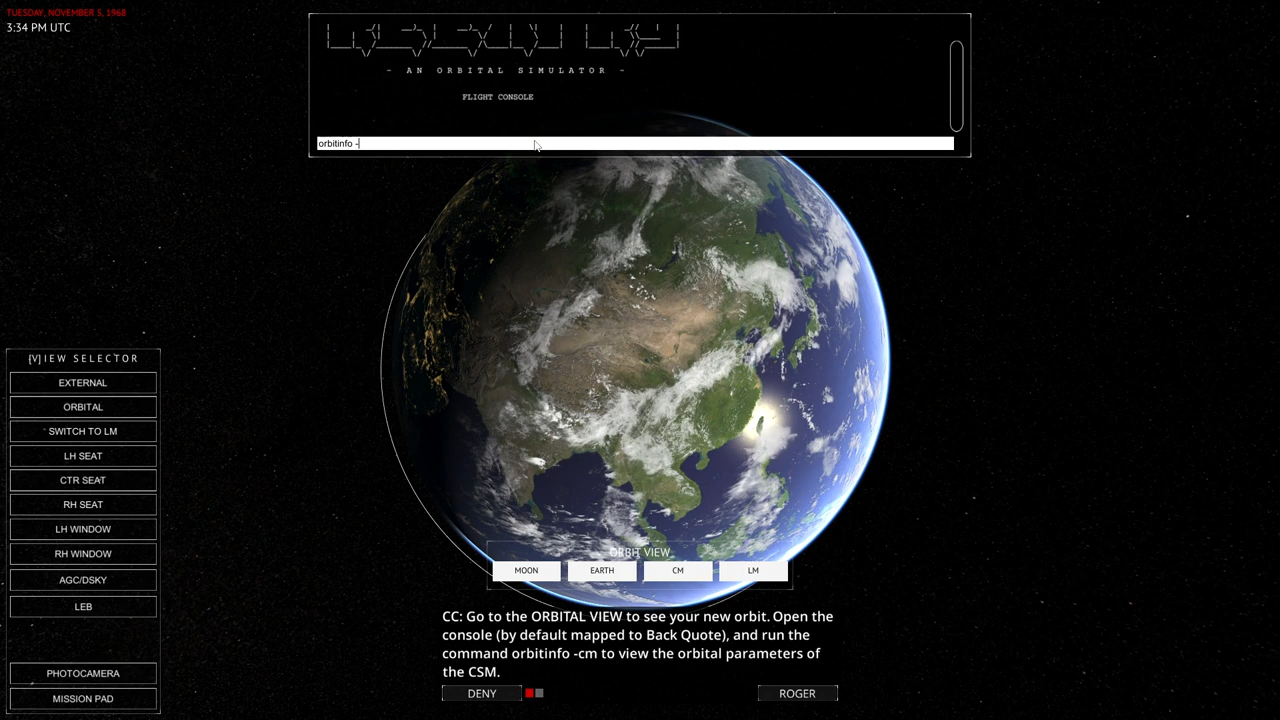 TUESDAY, NOVEMBER 5, 1968
3:34 PM UTC
- AN ORBITAL SIMULATOR -
FLIGHT CONSOLE
orbitinfo -
[V]IEW SELECTOR
EXTERNAL
ORBITAL
SWITCH TO LM
LH SEAT
CTR SEAT
RH SEAT
LH WINDOW
RH WINDOW
AGC/DSKY
LEB
PHOTOCAMERA
MISSION PAD
ORBIT VIEW
MOON
EARTH
CM
LM
CC: Go to the ORBITAL VIEW to see your new orbit. Open the
console (by default mapped to Back Quote), and run the
command orbitinfo -cm to view the orbital parameters of
the CSM.
DENY
ROGER